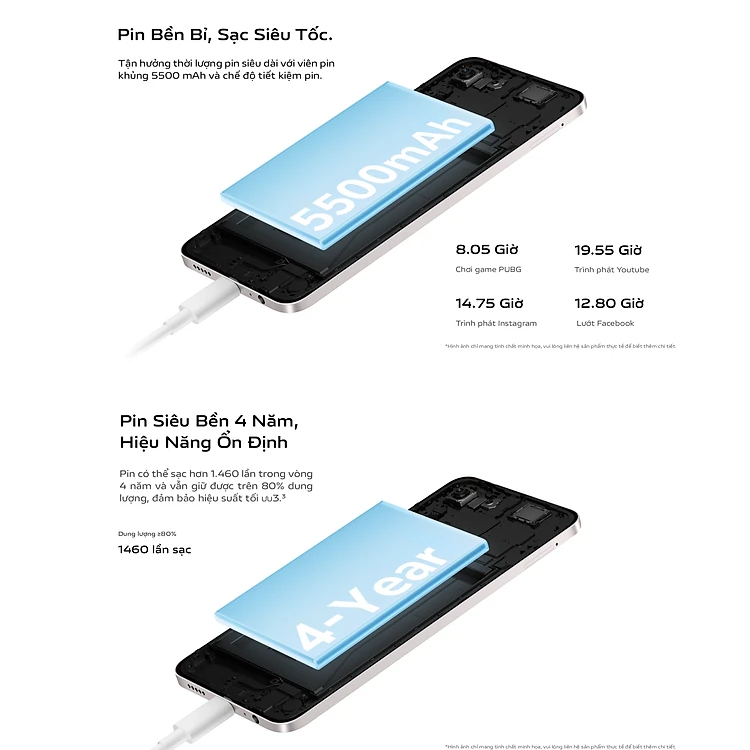 Pin Bền Bỉ, Sạc Siêu Tốc.
Tận hưởng thời lượng pin siêu dài với viên pin
khủng 5500 mAh và chế độ tiết kiệm pin.
5500mAh
8.05 Giờ
19.55 Giờ
Chơi game PUBG
Trình phát Youtube
14.75 Giờ
12.80 Giờ
Trình phát Instagram
Lướt Facebook
*Hình ảnh chỉ mang tính chất minh họa, vui lòng liên hệ sản phẩm thực tế để biết thêm chi tiết.
Pin Siêu Bền 4 Năm,
Hiệu Năng Ổn Định
Pin có thể sạc hơn 1.460 lần trong vòng
4 năm và vẫn giữ được trên 80% dung
lượng, đảm bảo hiệu suất tối ưu3.³
Dung lượng ≥80%
1460 lần sạc
4-Year
*Hình ảnh chỉ mang tính chất minh họa, vui lòng liên hệ sản phẩm thực tế để biết thêm chi tiết.